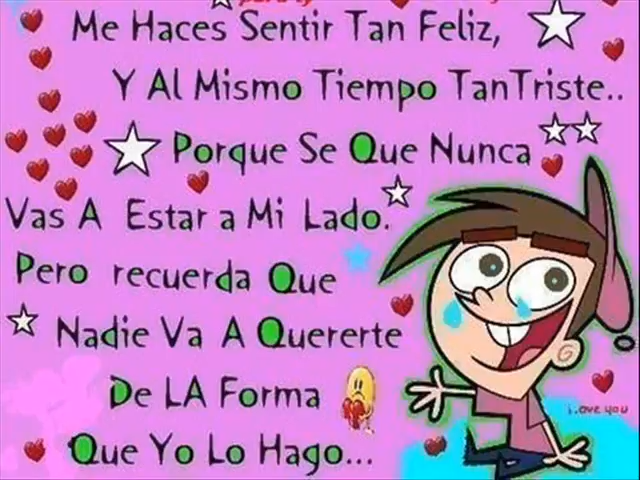 Me Haces Sentir Tan Feliz,
Y Al Mismo Tiempo TanTriste..
Porque Se Que Nunca
Vas A Estar a Mi Lado.
Pero recuerda Que
Nadie Va A Quererte
De LA Forma
Que Yo Lo Hago...
i.ove you